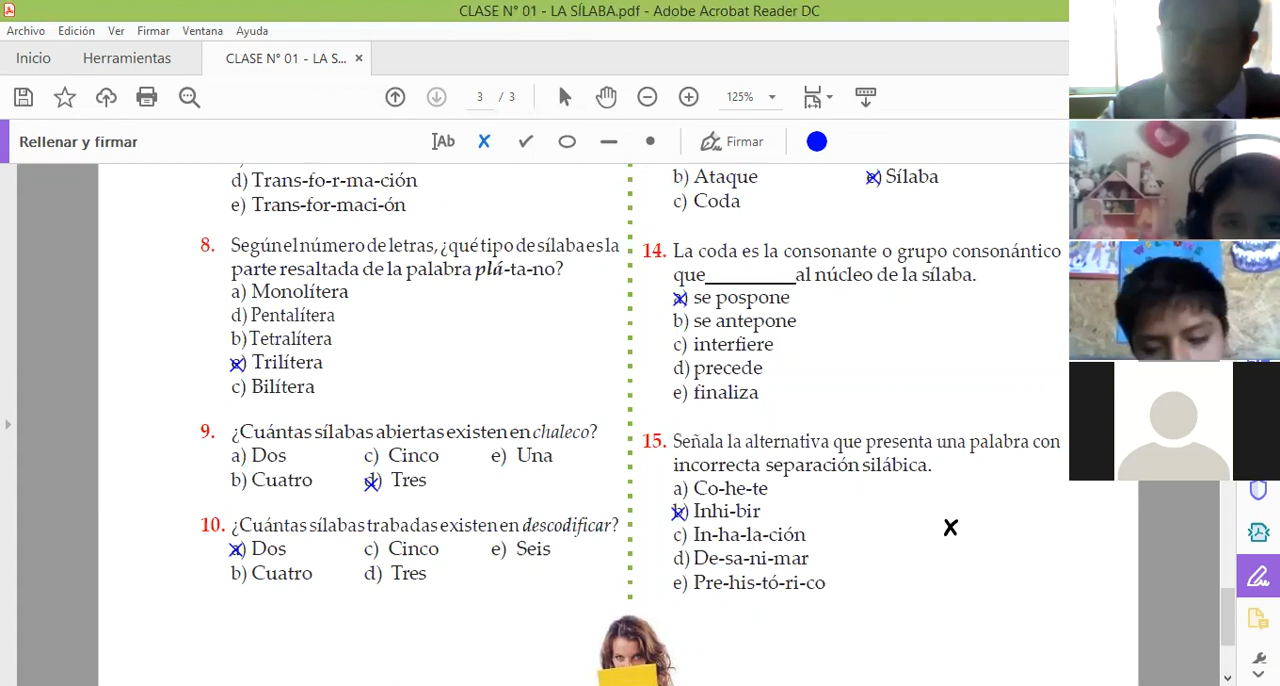 CLASE N° 01 - LA SÍLABA.pdf - Adobe Acrobat Reader DC
Archivo Edición Ver Firmar Ventana Ayuda
Inicio Herramientas CLASE N° 01 - LA S... ×
3 / 3 125%
Rellenar y firmar Ab Firmar
d) Trans-fo-r-ma-ción
e) Trans-for-maci-ón
8. Según el número de letras, ¿qué tipo de sílaba es la
parte resaltada de la palabra plá-ta-no?
a) Monolítera
d) Pentalítera
b) Tetralítera
e) Trilítera
c) Bilítera
9. ¿Cuántas sílabas abiertas existen en chaleco?
a) Dos c) Cinco e) Una
b) Cuatro d) Tres
10. ¿Cuántas sílabas trabadas existen en descodificar?
a) Dos c) Cinco e) Seis
b) Cuatro d) Tres
b) Ataque e) Sílaba
c) Coda
14. La coda es la consonante o grupo consonántico
que__________al núcleo de la sílaba.
a) se pospone
b) se antepone
c) interfiere
d) precede
e) finaliza
15. Señala la alternativa que presenta una palabra con
incorrecta separación silábica.
a) Co-he-te
b) Inhi-bir
c) In-ha-la-ción
d) De-sa-ni-mar
e) Pre-his-tó-ri-co